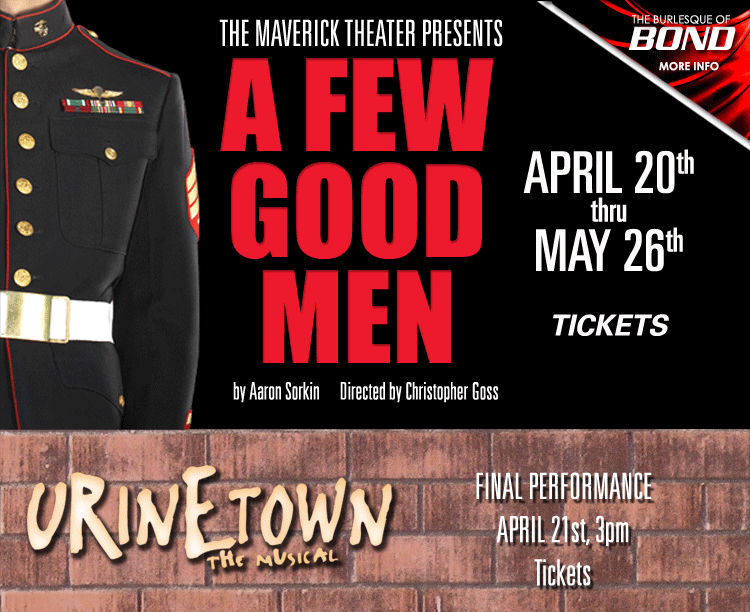 THE MAVERICK THEATER PRESENTS
A FEW
GOOD
MEN
by Aaron Sorkin Directed by Christopher Goss
THE BURLESQUE OF
BOND
MORE INFO
APRIL 20th
thru
MAY 26th
TICKETS
URINETOWN
THE MUSICAL
FINAL PERFORMANCE
APRIL 21st, 3pm
Tickets